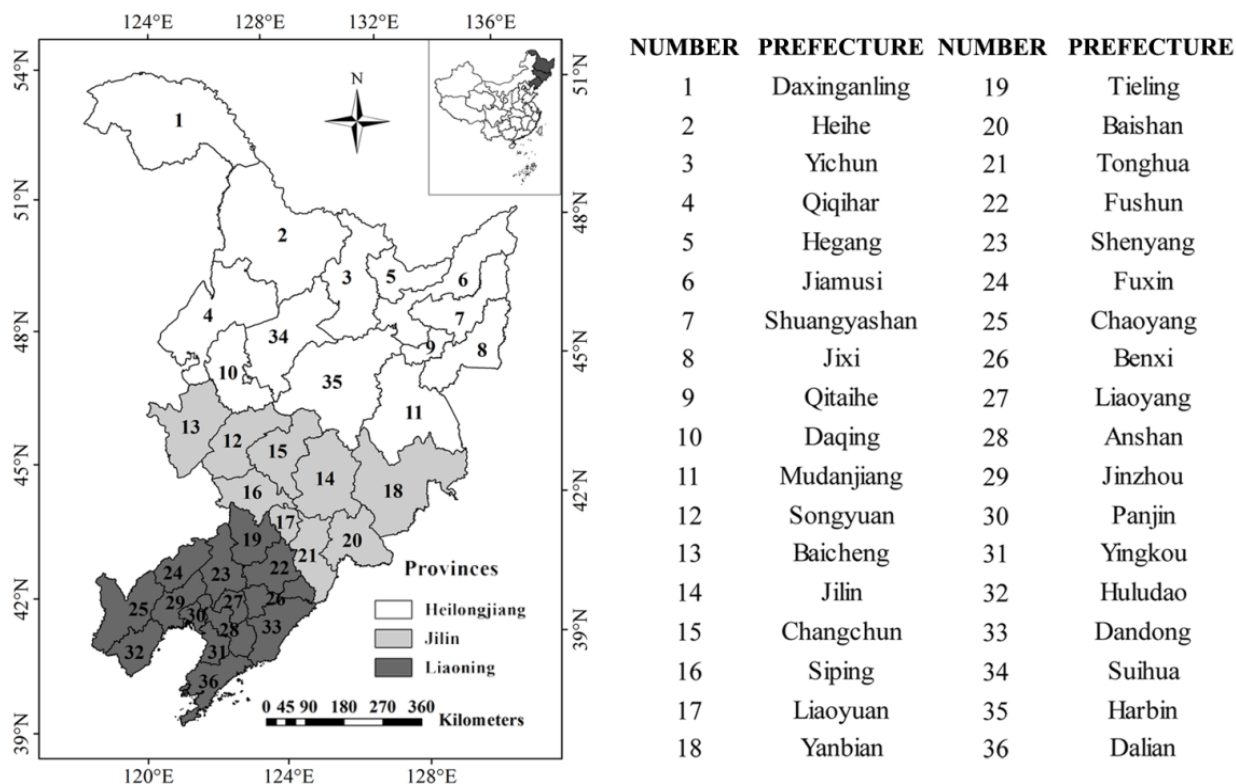 124°E 128°E 132°E 136°E
54°N
51°N
48°N
45°N
42°N
39°N
51°N
48°N
45°N
42°N
39°N
120°E 124°E 128°E
N
1
2
3
5
6
4
7
34
9
8
10
35
11
13
12
15
14
16
18
17
20
19
21
24
23
22
25
29
27
26
30
28
33
32
31
36
Provinces
Heilongjiang
Jilin
Liaoning
0 45 90 180 270 360
Kilometers
NUMBER PREFECTURE NUMBER PREFECTURE
1 Daxinganling 19 Tieling
2 Heihe 20 Baishan
3 Yichun 21 Tonghua
4 Qiqihar 22 Fushun
5 Hegang 23 Shenyang
6 Jiamusi 24 Fuxin
7 Shuangyashan 25 Chaoyang
8 Jixi 26 Benxi
9 Qitaihe 27 Liaoyang
10 Daqing 28 Anshan
11 Mudanjiang 29 Jinzhou
12 Songyuan 30 Panjin
13 Baicheng 31 Yingkou
14 Jilin 32 Huludao
15 Changchun 33 Dandong
16 Siping 34 Suihua
17 Liaoyuan 35 Harbin
18 Yanbian 36 Dalian